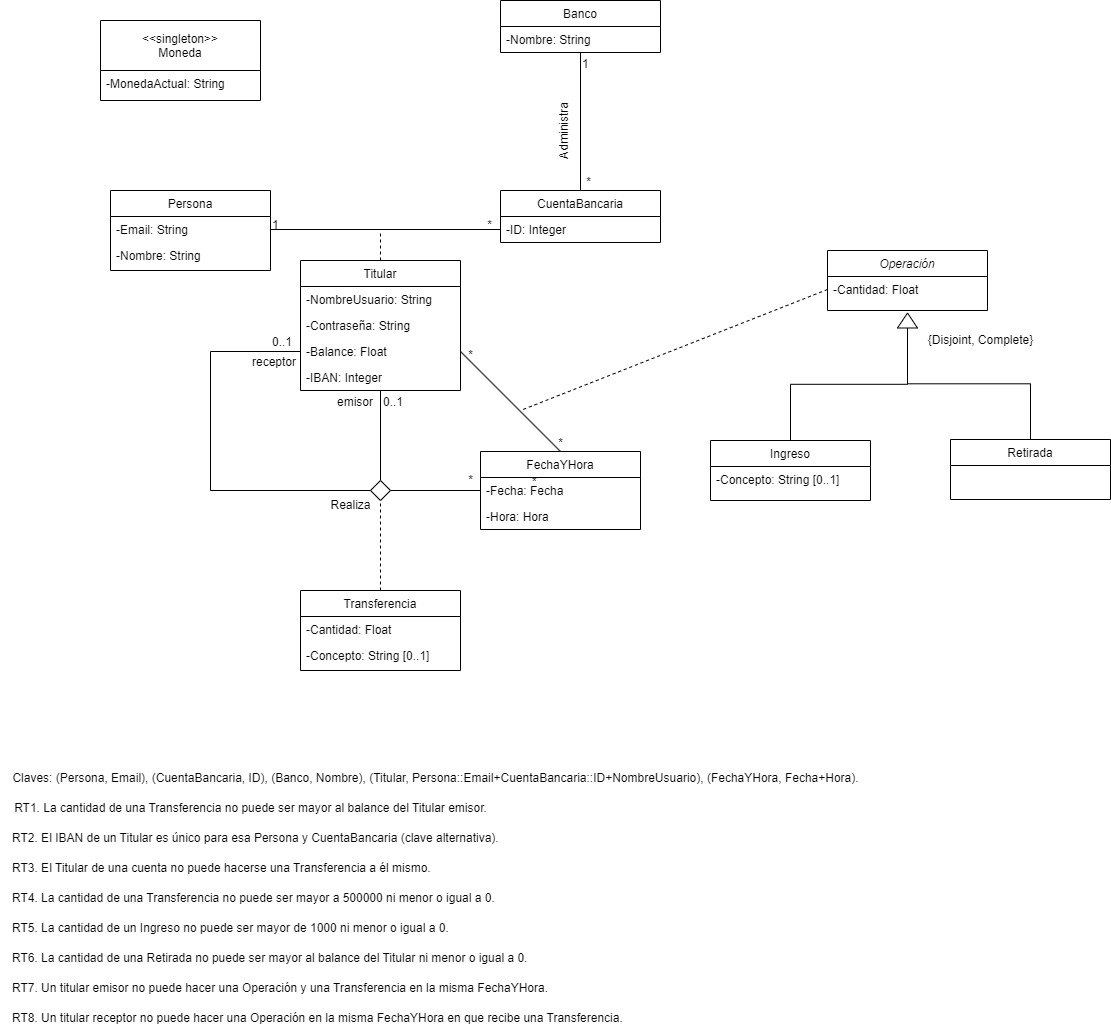 Banco
-Nombre: String
<<singleton>>
Moneda
-MonedaActual: String
1
Administra
*
Persona
-Email: String
-Nombre: String
1
*
CuentaBancaria
-ID: Integer
Titular
-NombreUsuario: String
-Contraseña: String
-Balance: Float
-IBAN: Integer
Operación
-Cantidad: Float
{Disjoint, Complete}
0..1
receptor
*
emisor
0..1
*
FechaYHora
-Fecha: Fecha
-Hora: Hora
*
*
Realiza
Ingreso
-Concepto: String [0..1]
Retirada
Transferencia
-Cantidad: Float
-Concepto: String [0..1]
Claves: (Persona, Email), (CuentaBancaria, ID), (Banco, Nombre), (Titular, Persona::Email+CuentaBancaria::ID+NombreUsuario), (FechaYHora, Fecha+Hora).
RT1. La cantidad de una Transferencia no puede ser mayor al balance del Titular emisor.
RT2. El IBAN de un Titular es único para esa Persona y CuentaBancaria (clave alternativa).
RT3. El Titular de una cuenta no puede hacerse una Transferencia a él mismo.
RT4. La cantidad de una Transferencia no puede ser mayor a 500000 ni menor o igual a 0.
RT5. La cantidad de un Ingreso no puede ser mayor de 1000 ni menor o igual a 0.
RT6. La cantidad de una Retirada no puede ser mayor al balance del Titular ni menor o igual a 0.
RT7. Un titular emisor no puede hacer una Operación y una Transferencia en la misma FechaYHora.
RT8. Un titular receptor no puede hacer una Operación en la misma FechaYHora en que recibe una Transferencia.